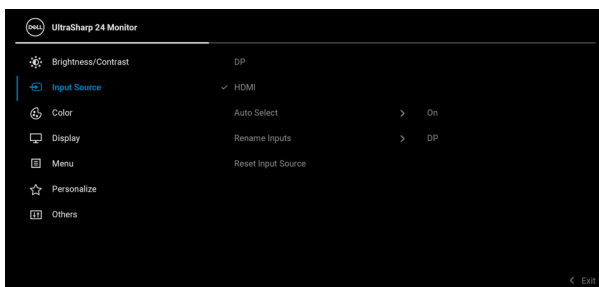 DELL UltraSharp 24 Monitor
Brightness/Contrast DP
Input Source HDMI
Color Auto Select On
Display Rename Inputs DP
Menu Reset Input Source
Personalize
Others
Exit